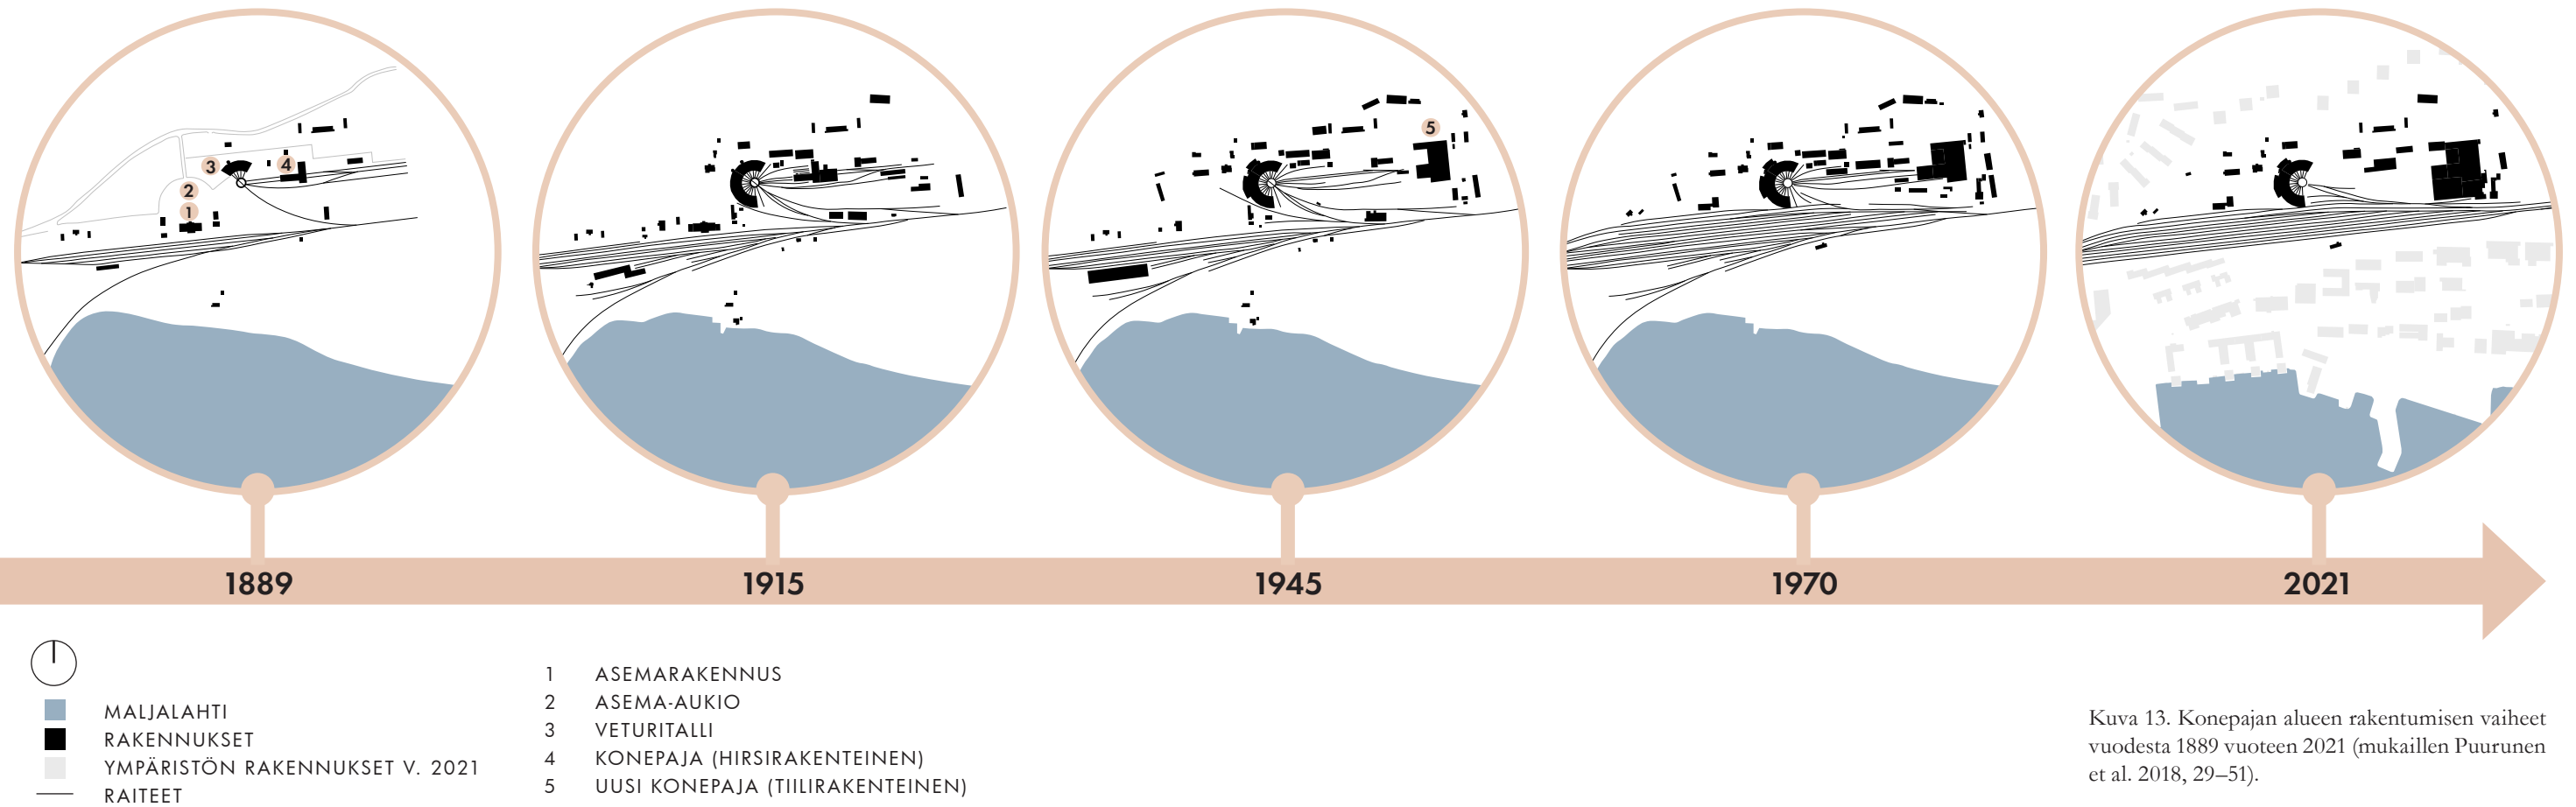 3
4
2
1
5
1889
1915
1945
1970
2021
MALJALAHTI
RAKENNUKSET
YMPÄRISTÖN RAKENNUKSET V. 2021
RAITEET
1 ASEMARAKENNUS
2 ASEMA-AUKIO
3 VETURITALLI
4 KONEPAJA (HIRSIRAKENTEINEN)
5 UUSI KONEPAJA (TIILIRAKENTEINEN)
Kuva 13. Konepajan alueen rakentumisen vaiheet
vuodesta 1889 vuoteen 2021 (mukaillen Puurunen
et al. 2018, 29–51).